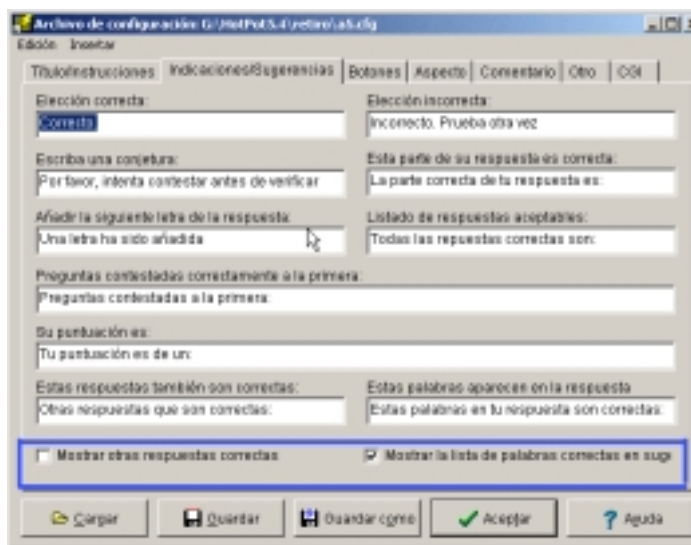 Archivo de configuración: G:\HotPot5.4\retiro\a5.cfg
Edición Insertar
Título/Instrucciones Indicaciones/Sugerencias Botones Aspecto Comentario Otro CGI
Elección correcta: Elección incorrecta:
Correcto Incorrecto. Prueba otra vez
Escriba una conjetura: Esta parte de su respuesta es correcta:
Por favor, intenta contestar antes de verificar La parte correcta de tu respuesta es:
Añadir la siguiente letra de la respuesta: Listado de respuestas aceptables:
Una letra ha sido añadida Todas las repuestas correctas son:
Preguntas contestadas correctamente a la primera:
Preguntas contestadas a la primera:
Su puntuación es:
Tu puntuación es de un:
Estas respuestas también son correctas: Estas palabras aparecen en la respuesta
Otras respuestas que son correctas: Estas palabras en tu respuesta son correctas:
Mostrar otras respuestas correctas Mostrar la lista de palabras correctas en suge
Cargar Guardar Guardar como Aceptar Ayuda